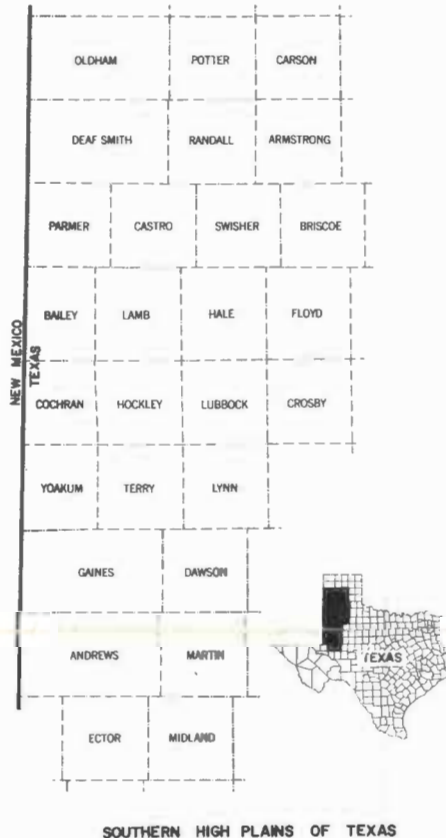 OLDHAM POTTER CARSON
DEAF SMITH RANDALL ARMSTRONG
PARMER CASTRO SWISHER BRISCOE
BAILEY LAMB HALE FLOYD
NEW MEXICO
TEXAS
COCHRAN HOCKLEY LUBBOCK CROSBY
YOAKUM TERRY LYNN
GAINES DAWSON
ANDREWS MARTIN
TEXAS
ECTOR MIDLAND
SOUTHERN HIGH PLAINS OF TEXAS